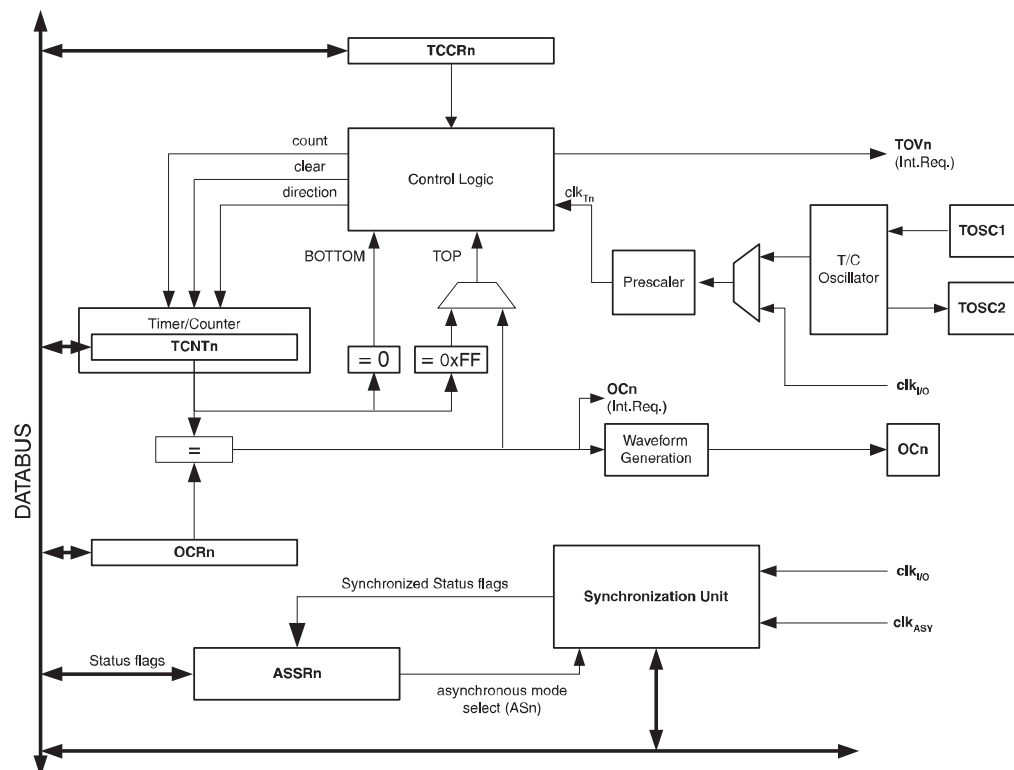 TCCRn
count
clear
direction
Control Logic
TOVn
(Int.Req.)
clkTn
BOTTOM
TOP
T/C
Oscillator
TOSC1
TOSC2
Prescaler
Timer/Counter
TCNTn
= 0
= 0xFF
clkI/O
OCn
(Int.Req.)
=
Waveform
Generation
OCn
DATABUS
OCRn
Synchronized Status flags
Synchronization Unit
clkI/O
clkASY
Status flags
ASSRn
asynchronous mode
select (ASn)